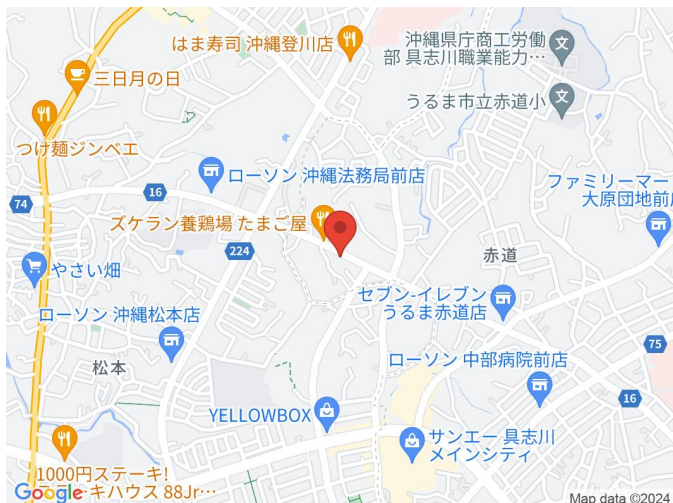 はま寿司 沖縄登川店
沖縄県庁商工労働
部 具志川職業能力…
三日月の日
うるま市立赤道小
つけ麺ジンベエ
ローソン 沖縄法務局前店
ファミリーマー
大原団地前店
16
74
ズケラン養鶏場 たまご屋
224
赤道
やさい畑
セブン-イレブン
うるま赤道店
ローソン 沖縄松本店
75
松本
ローソン 中部病院前店
16
YELLOWBOX
サンエー 具志川
メインシティ
1000円ステーキ!
キハウス 88Jr…
Google
Map data ©2024